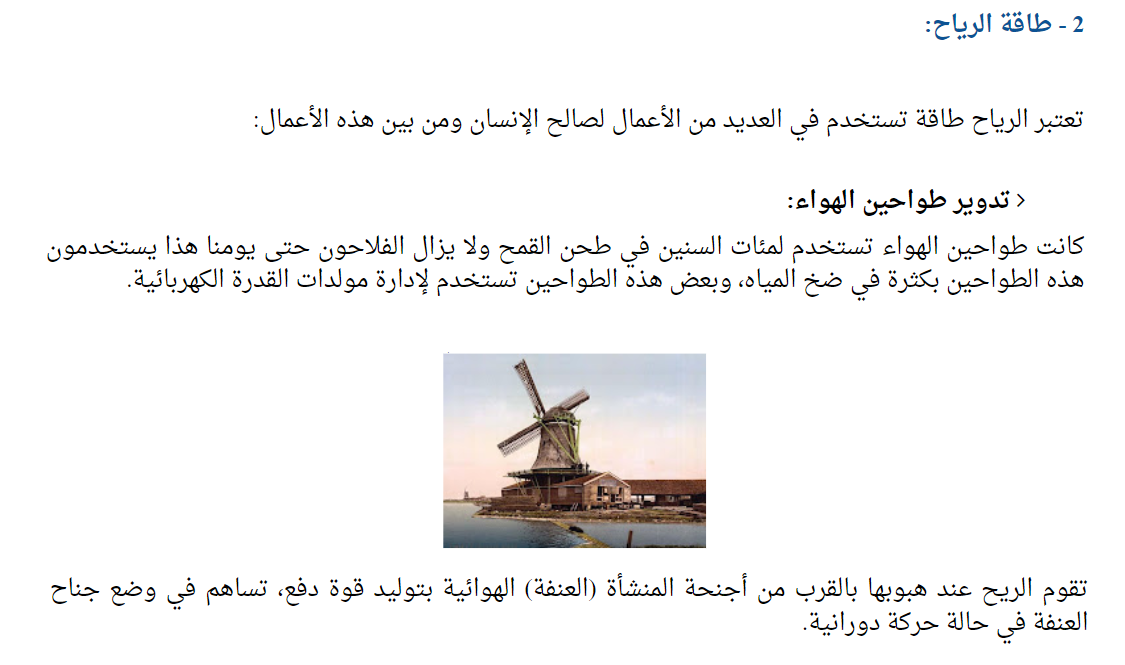 2 - طاقة الرياح:
تعتبر الرياح طاقة تستخدم في العديد من الأعمال لصالح الإنسان ومن بين هذه الأعمال:
› تدوير طواحين الهواء:
كانت طواحين الهواء تستخدم لمئات السنين في طحن القمح ولا يزال الفلاحون حتى يومنا هذا يستخدمون
هذه الطواحين بكثرة في ضخ المياه، وبعض هذه الطواحين تستخدم لإدارة مولدات القدرة الكهربائية.
تقوم الريح عند هبوبها بالقرب من أجنحة المنشأة (العنفة) الهوائية بتوليد قوة دفع، تساهم في وضع جناح
العنفة في حالة حركة دورانية.